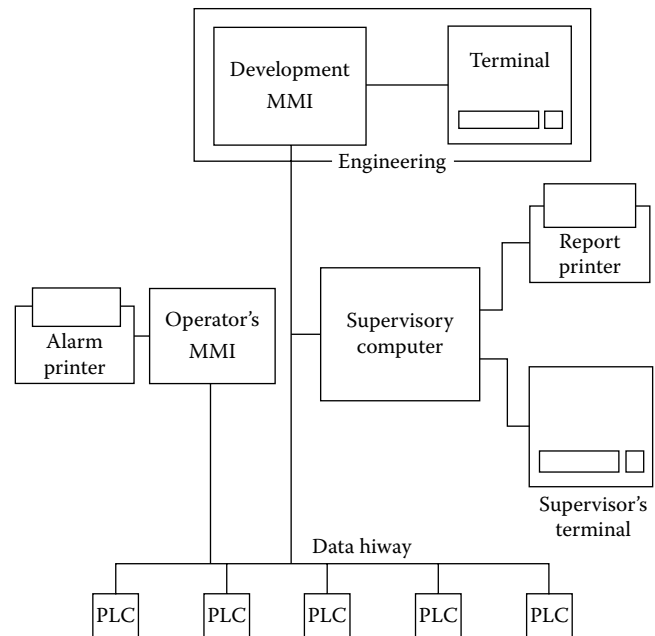 Development
MMI
Terminal
Engineering
Report
printer
Operator's
MMI
Supervisory
computer
Alarm
printer
Supervisor's
terminal
Data hiway
PLC
PLC
PLC
PLC
PLC